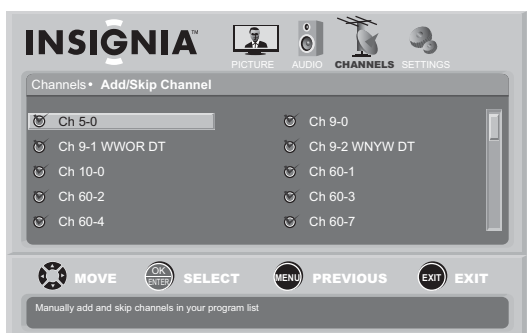 INSIGNIA™
PICTURE AUDIO CHANNELS SETTINGS
Channels • Add/Skip Channel
Ch 5-0 Ch 9-0
Ch 9-1 WWOR DT Ch 9-2 WNYW DT
Ch 10-0 Ch 60-1
Ch 60-2 Ch 60-3
Ch 60-4 Ch 60-7
MOVE OK ENTER SELECT MENU PREVIOUS EXIT EXIT
Manually add and skip channels in your program list